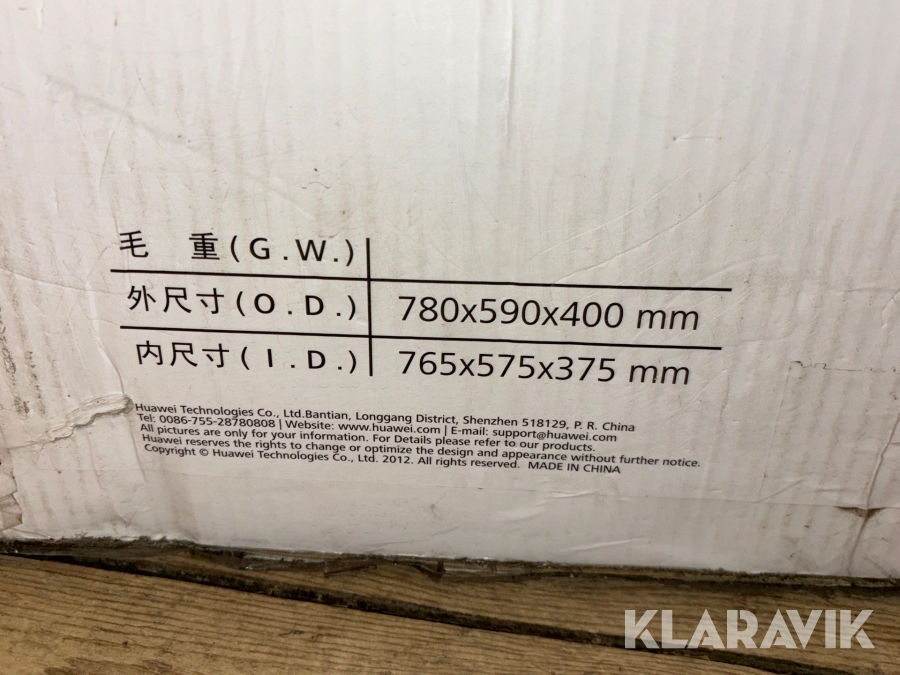 毛 重(G.W.)
外尺寸(O.D.) 780x590x400 mm
内尺寸(I.D.) 765x575x375 mm
Huawei Technologies Co., Ltd.Bantian, Longgang District, Shenzhen 518129, P. R. China
Tel: 0086-755-28780808 | Website: www.huawei.com | E-mail: support@huawei.com
All pictures are only for your information. For Details please refer to our products.
Huawei reserves the rights to change or optimize the design and appearance without further notice.
Copyright © Huawei Technologies Co., Ltd. 2012. All rights reserved. MADE IN CHINA
KLARAVIK